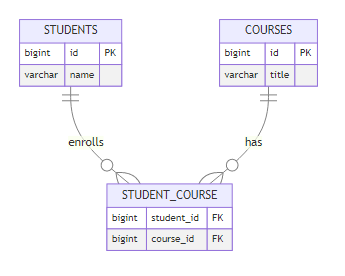 STUDENTS
bigint id PK
varchar name
COURSES
bigint id PK
varchar title
enrolls
has
STUDENT_COURSE
bigint student_id FK
bigint course_id FK